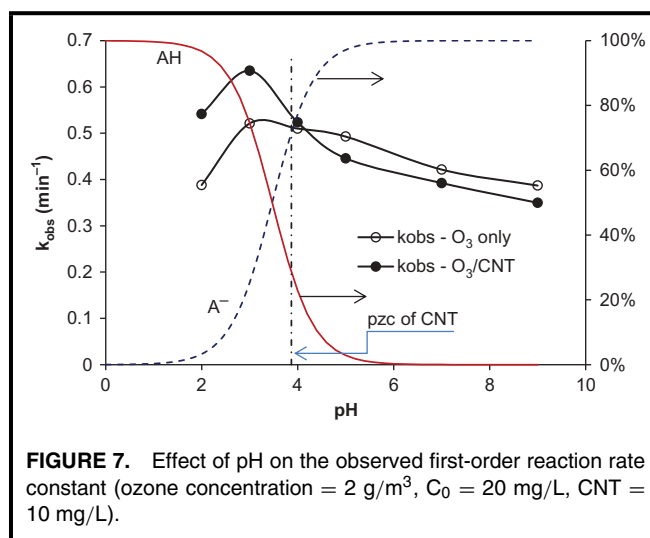 0.7
0.6
0.5
0.4
0.3
0.2
0.1
0
k_obs (min⁻¹)
AH
A⁻
kobs - O₃ only
kobs - O₃/CNT
pzc of CNT
100%
80%
60%
40%
20%
0%
0 2 4 6 8 10
pH
FIGURE 7. Effect of pH on the observed first-order reaction rate
constant (ozone concentration = 2 g/m³, C₀ = 20 mg/L, CNT =
10 mg/L).